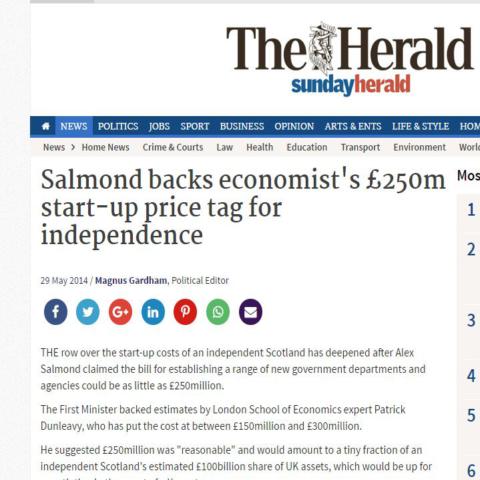 The Herald
sundayherald
NEWS POLITICS JOBS SPORT BUSINESS OPINION ARTS & ENTS LIFE & STYLE HOM
News > Home News Crime & Courts Law Health Education Transport Environment Worl
Salmond backs economist's £250m
start-up price tag for
independence
Mos
1
2
3
4
5
6
29 May 2014 / Magnus Gardham, Political Editor
THE row over the start-up costs of an independent Scotland has deepened after Alex
Salmond claimed the bill for establishing a range of new government departments and
agencies could be as little as £250million.
The First Minister backed estimates by London School of Economics expert Patrick
Dunleavy, who has put the cost at between £150million and £300million.
He suggested £250million was "reasonable" and would amount to a tiny fraction of an
independent Scotland's estimated £100billion share of UK assets, which would be up for